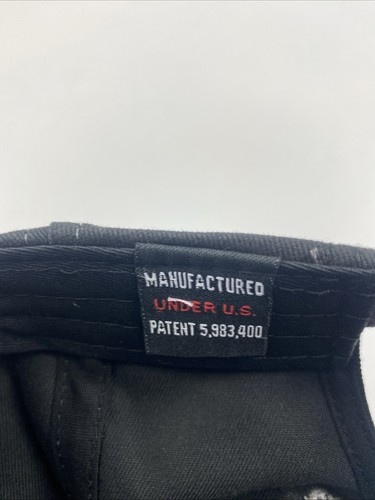 MANUFACTURED
UNDER U.S.
PATENT 5,983,400